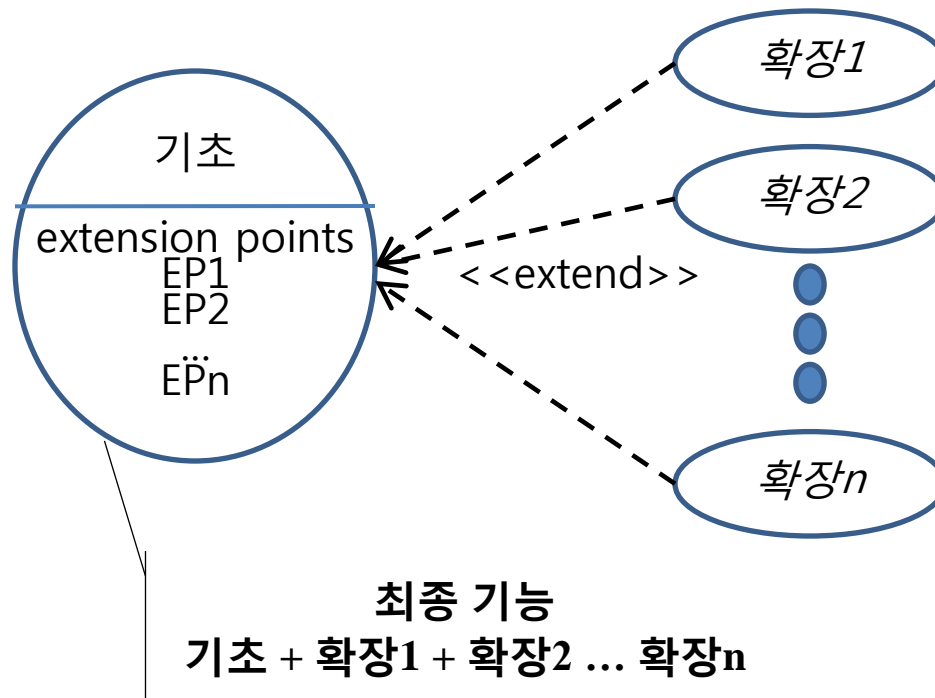 확장1
기초
확장2
extension points
EP1
<<extend>>
EP2
...
EPn
확장n
최종 기능
기초 + 확장1 + 확장2 ... 확장n